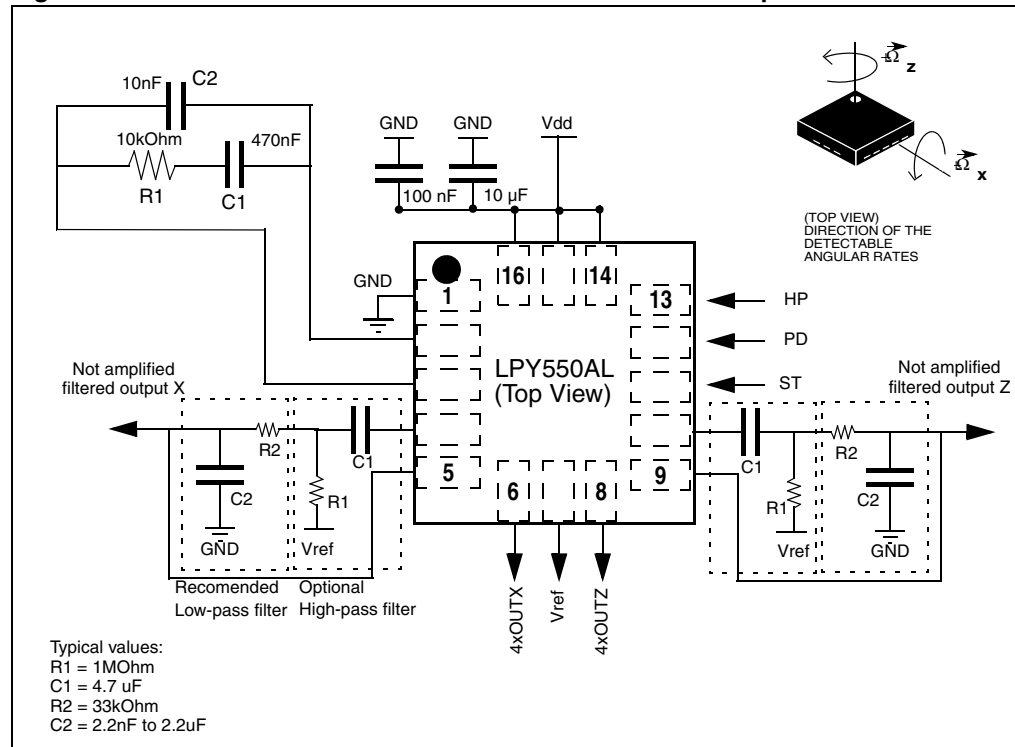 10nF C2
10kOhm 470nF
R1 C1
GND GND Vdd
100 nF 10 µF
Ω z
Ω x
(TOP VIEW)
DIRECTION OF THE
DETECTABLE
ANGULAR RATES
GND
1 16 14 13
HP
PD
ST
LPY550AL
(Top View)
Not amplified
filtered output X
Not amplified
filtered output Z
R2 C1
C2 R1
GND Vref
5 6 8 9
C1 R2
R1 C2
Vref GND
Recomended
Low-pass filter
Optional
High-pass filter
4xOUTX
Vref
4xOUTZ
Typical values:
R1 = 1MOhm
C1 = 4.7 uF
R2 = 33kOhm
C2 = 2.2nF to 2.2uF